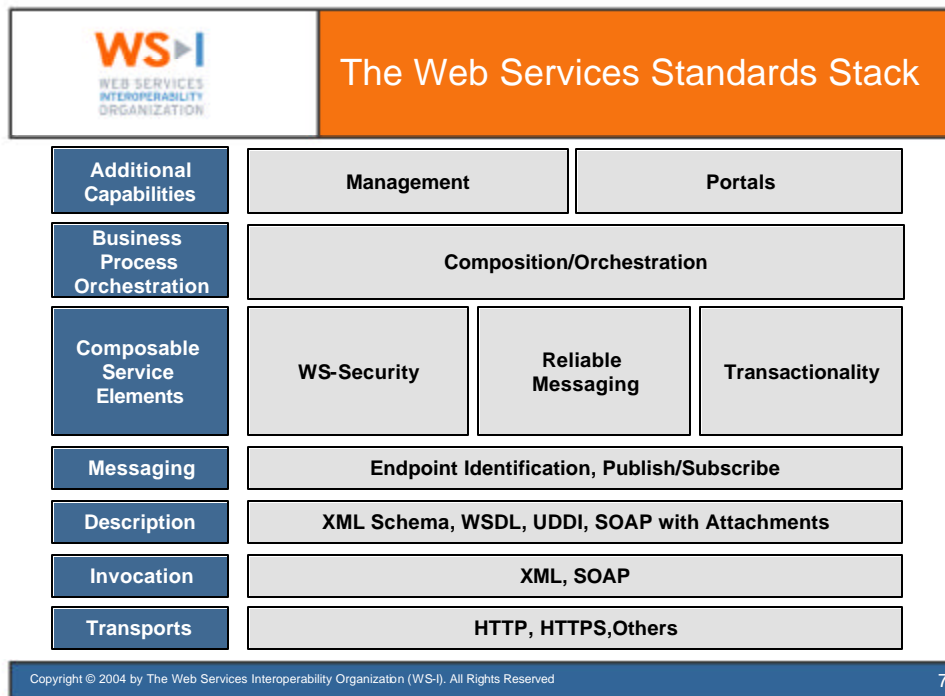 WS-I
WEB SERVICES
INTEROPERABILITY
ORGANIZATION
The Web Services Standards Stack
Additional
Capabilities
Management
Portals
Business
Process
Orchestration
Composition/Orchestration
Composable
Service
Elements
WS-Security
Reliable
Messaging
Transactionality
Messaging
Endpoint Identification, Publish/Subscribe
Description
XML Schema, WSDL, UDDI, SOAP with Attachments
Invocation
XML, SOAP
Transports
HTTP, HTTPS,Others
Copyright © 2004 by The Web Services Interoperability Organization (WS-I). All Rights Reserved
7